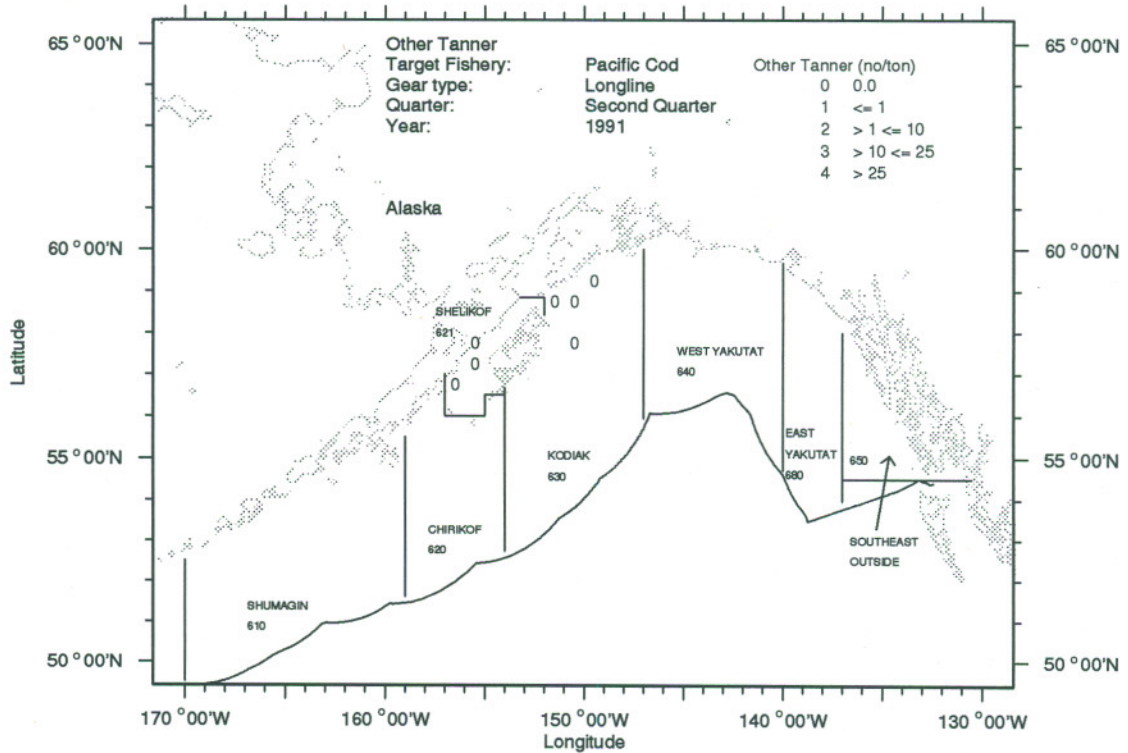 Other Tanner
Target Fishery: Pacific Cod
Gear type: Longline
Quarter: Second Quarter
Year: 1991
Other Tanner (no/ton)
0 0.0
1 <= 1
2 > 1 <= 10
3 > 10 <= 25
4 > 25
65°00'N
65°00'N
Alaska
60°00'N
60°00'N
0
0 0
SHELIKOF
621
0
0
0
0
WEST YAKUTAT
640
Latitude
EAST
YAKUTAT
680
650
KODIAK
630
55°00'N
55°00'N
CHIRIKOF
620
SOUTHEAST
OUTSIDE
SHUMAGIN
610
50°00'N
50°00'N
170°00'W
160°00'W
150°00'W
140°00'W
130°00'W
Longitude